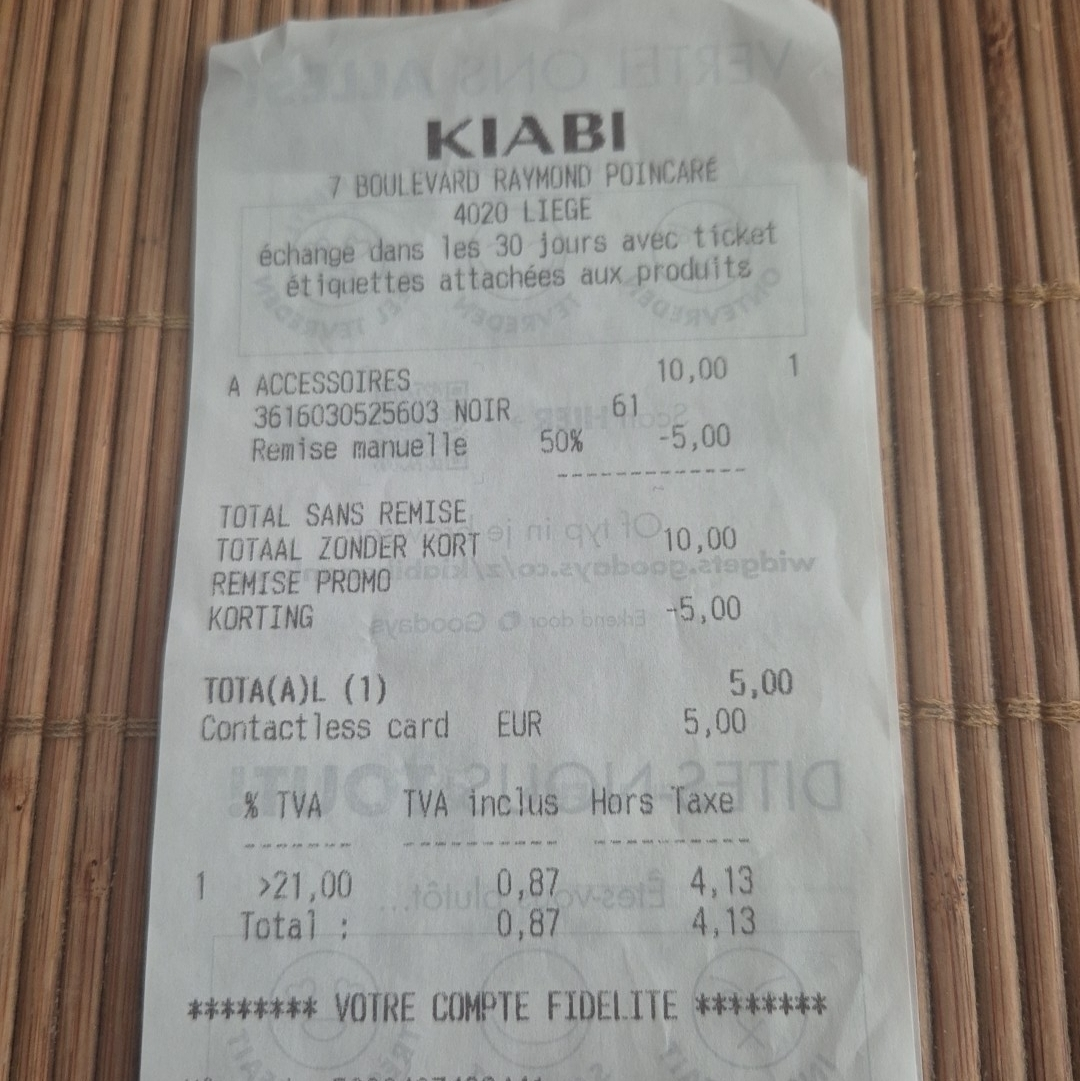 KIABI
7 BOULEVARD RAYMOND POINCARÉ
4020 LIEGE
échange dans les 30 jours avec ticket
étiquettes attachées aux produits
A ACCESSOIRES 10,00 1
3616030525603 NOIR 61
Remise manuelle 50% -5,00
TOTAL SANS REMISE
TOTAAL ZONDER KORT 10,00
REMISE PROMO
KORTING -5,00
TOTA(A)L (1) 5,00
Contactless card EUR 5,00
% TVA TVA inclus Hors Taxe
1 >21,00 0,87 4,13
Total : 0,87 4,13
******** VOTRE COMPTE FIDELITE ********